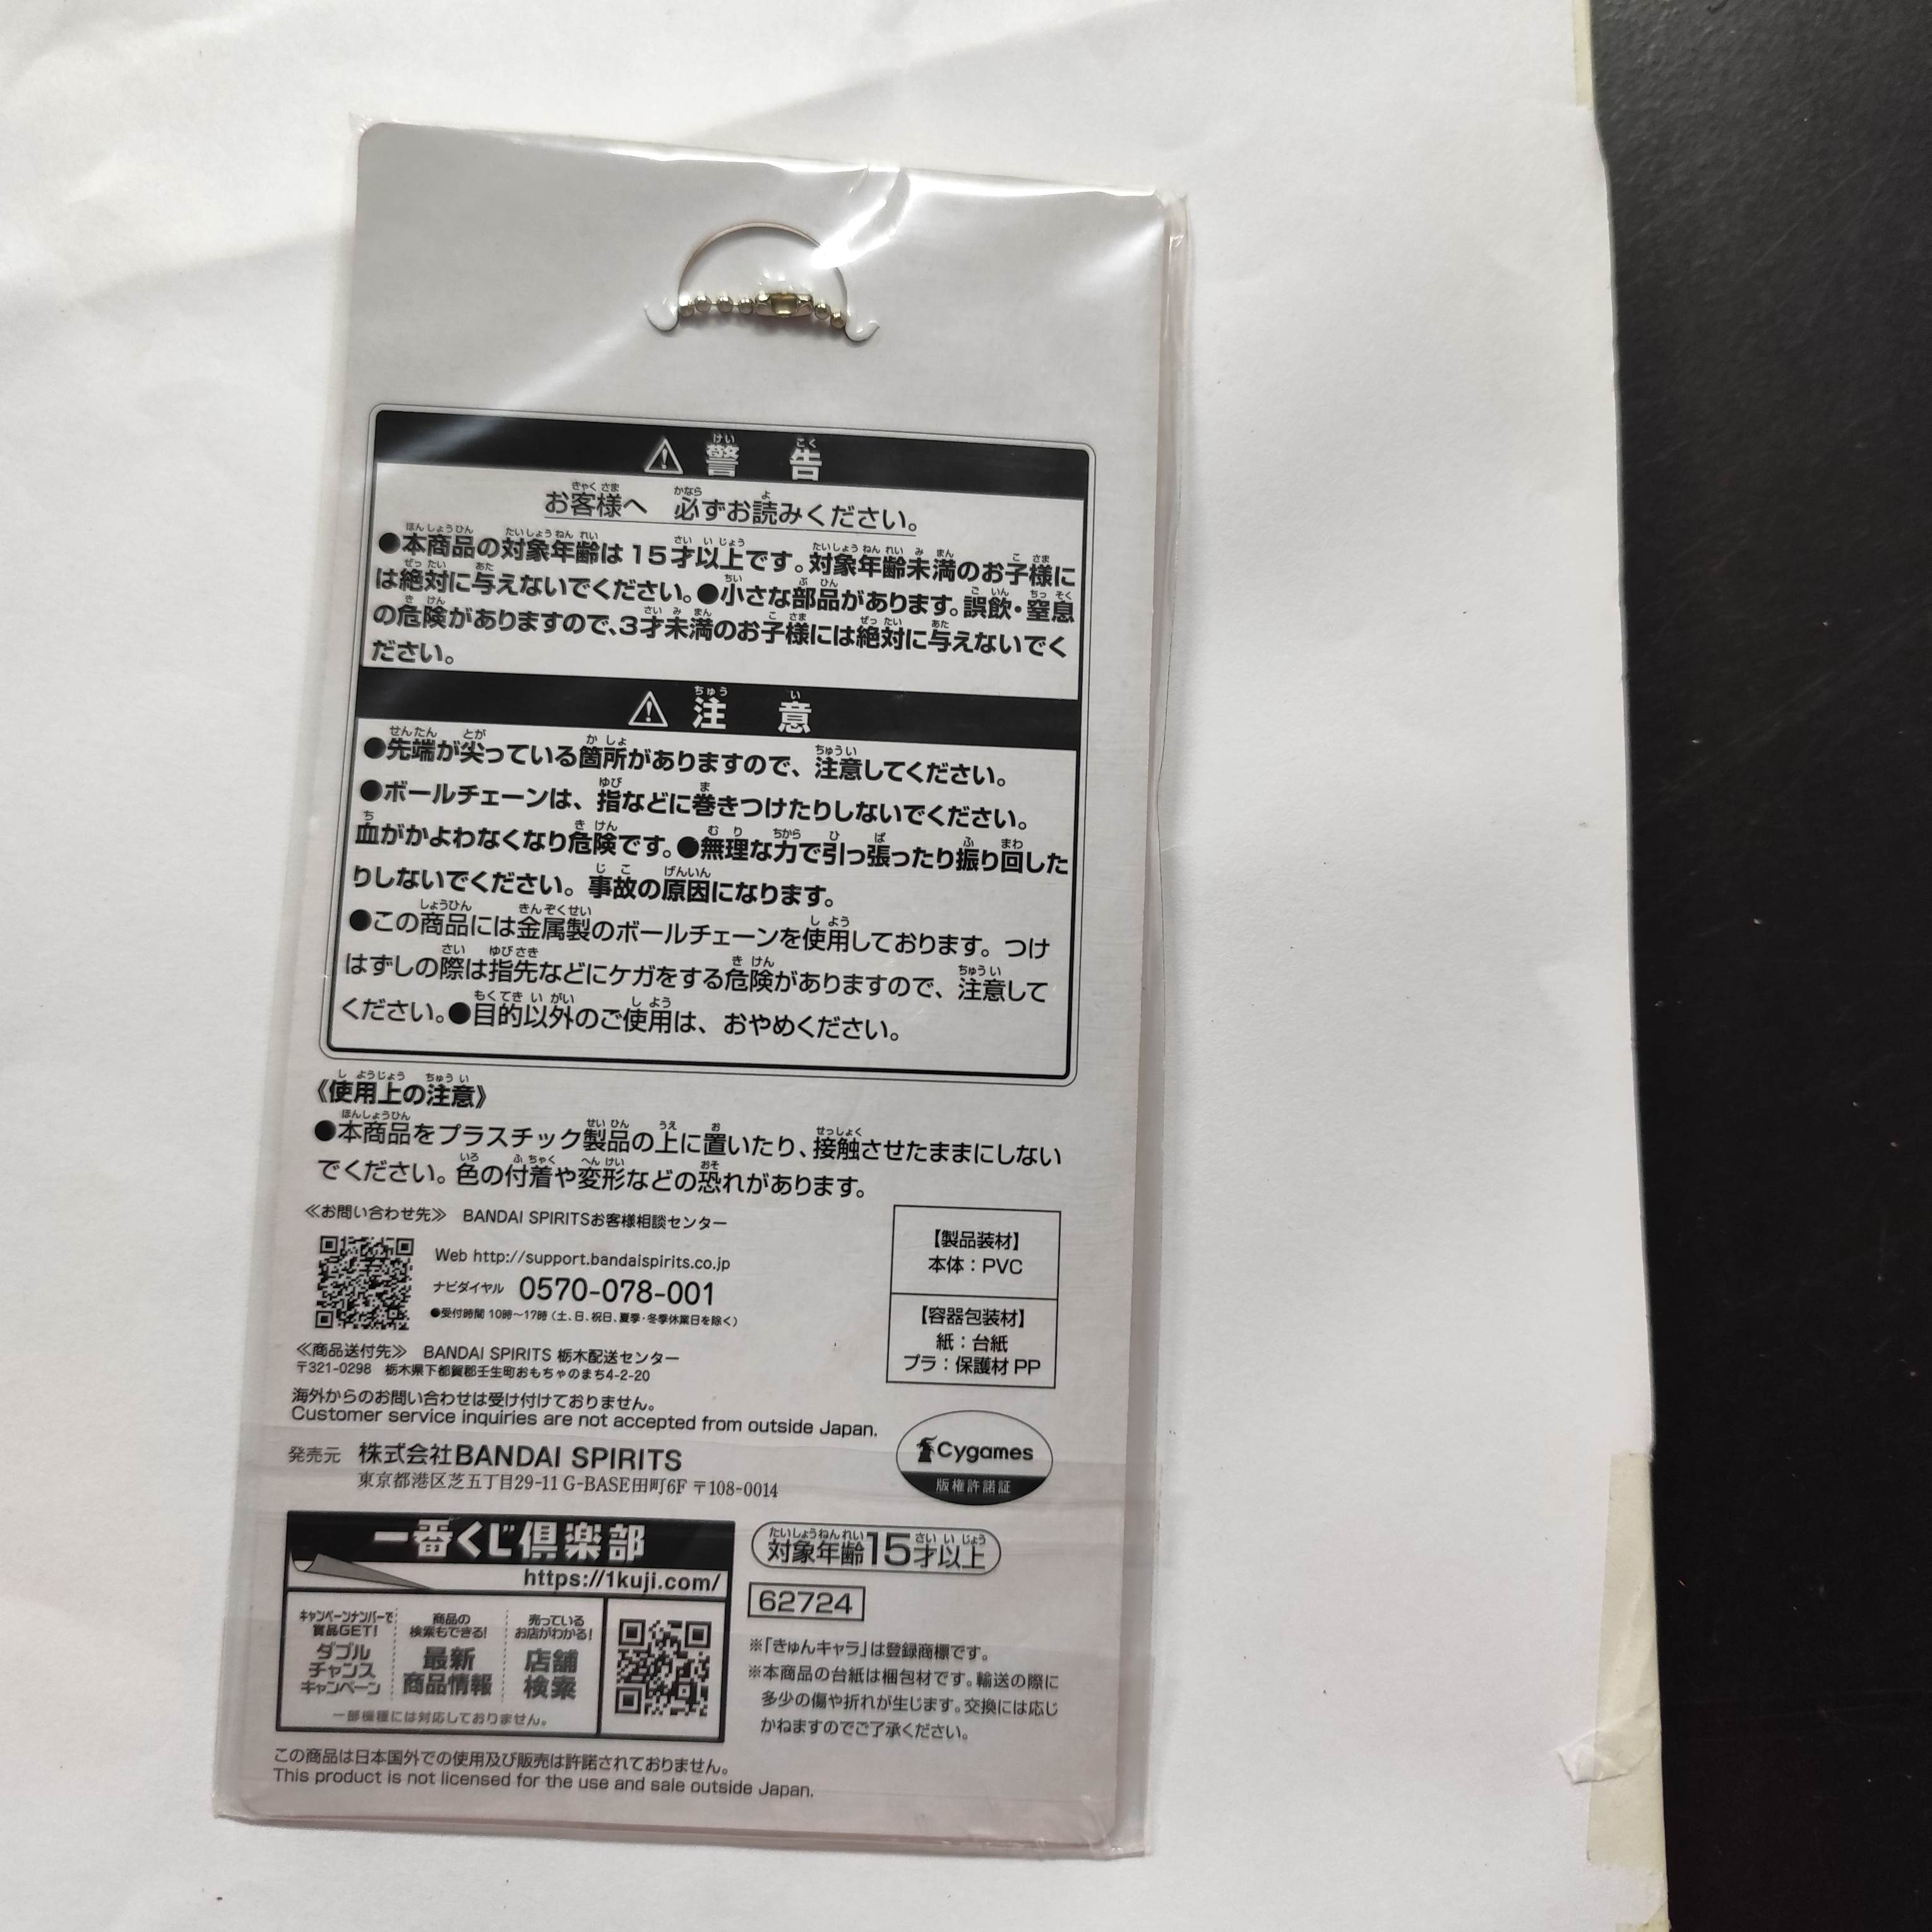 警告
お客様へ 必ずお読みください。
●本商品の対象年齢は15才以上です。対象年齢未満のお子様に
は絶対に与えないでください。●小さな部品があります。誤飲・窒息
の危険がありますので、3才未満のお子様には絶対に与えないでく
ださい。
注意
●先端が尖っている箇所がありますので、注意してください。
●ボールチェーンは、指などに巻きつけたりしないでください。
血がかよわなくなり危険です。●無理な力で引っ張ったり振り回した
りしないでください。事故の原因になります。
●この商品には金属製のボールチェーンを使用しております。つけ
はずしの際は指先などにケガをする危険がありますので、注意して
ください。●目的以外のご使用は、おやめください。
《使用上の注意》
●本商品をプラスチック製品の上に置いたり、接触させたままにしない
でください。色の付着や変形などの恐れがあります。
≪お問い合わせ先≫ BANDAI SPIRITSお客様相談センター
Web http://support.bandaispirits.co.jp
ナビダイヤル 0570-078-001
●受付時間 10時〜17時(土、日、祝日、夏季・冬季休業日を除く)
≪商品送付先≫ BANDAI SPIRITS 栃木配送センター
〒321-0298 栃木県下都賀郡壬生町おもちゃのまち4-2-20
海外からのお問い合わせは受け付けておりません。
Customer service inquiries are not accepted from outside Japan.
【製品装材】
本体:PVC
【容器包装材】
紙:台紙
プラ:保護材 PP
発売元 株式会社BANDAI SPIRITS
東京都港区芝五丁目29-11 G-BASE田町6F 〒108-0014
Cygames
版権許諾証
一番くじ倶楽部
https://1kuji.com/
キャンペーンナンバーで
賞品GET!
ダブル
チャンス
キャンペーン
商品の
検索もできる!
最新
商品情報
売っている
お店がわかる!
店舗
検索
一部機種には対応しておりません。
対象年齢15才以上
62724
※「きゅんキャラ」は登録商標です。
※本商品の台紙は梱包材です。輸送の際に
多少の傷や折れが生じます。交換には応じ
かねますのでご了承ください。
この商品は日本国外での使用及び販売は許諾されておりません。
This product is not licensed for the use and sale outside Japan.